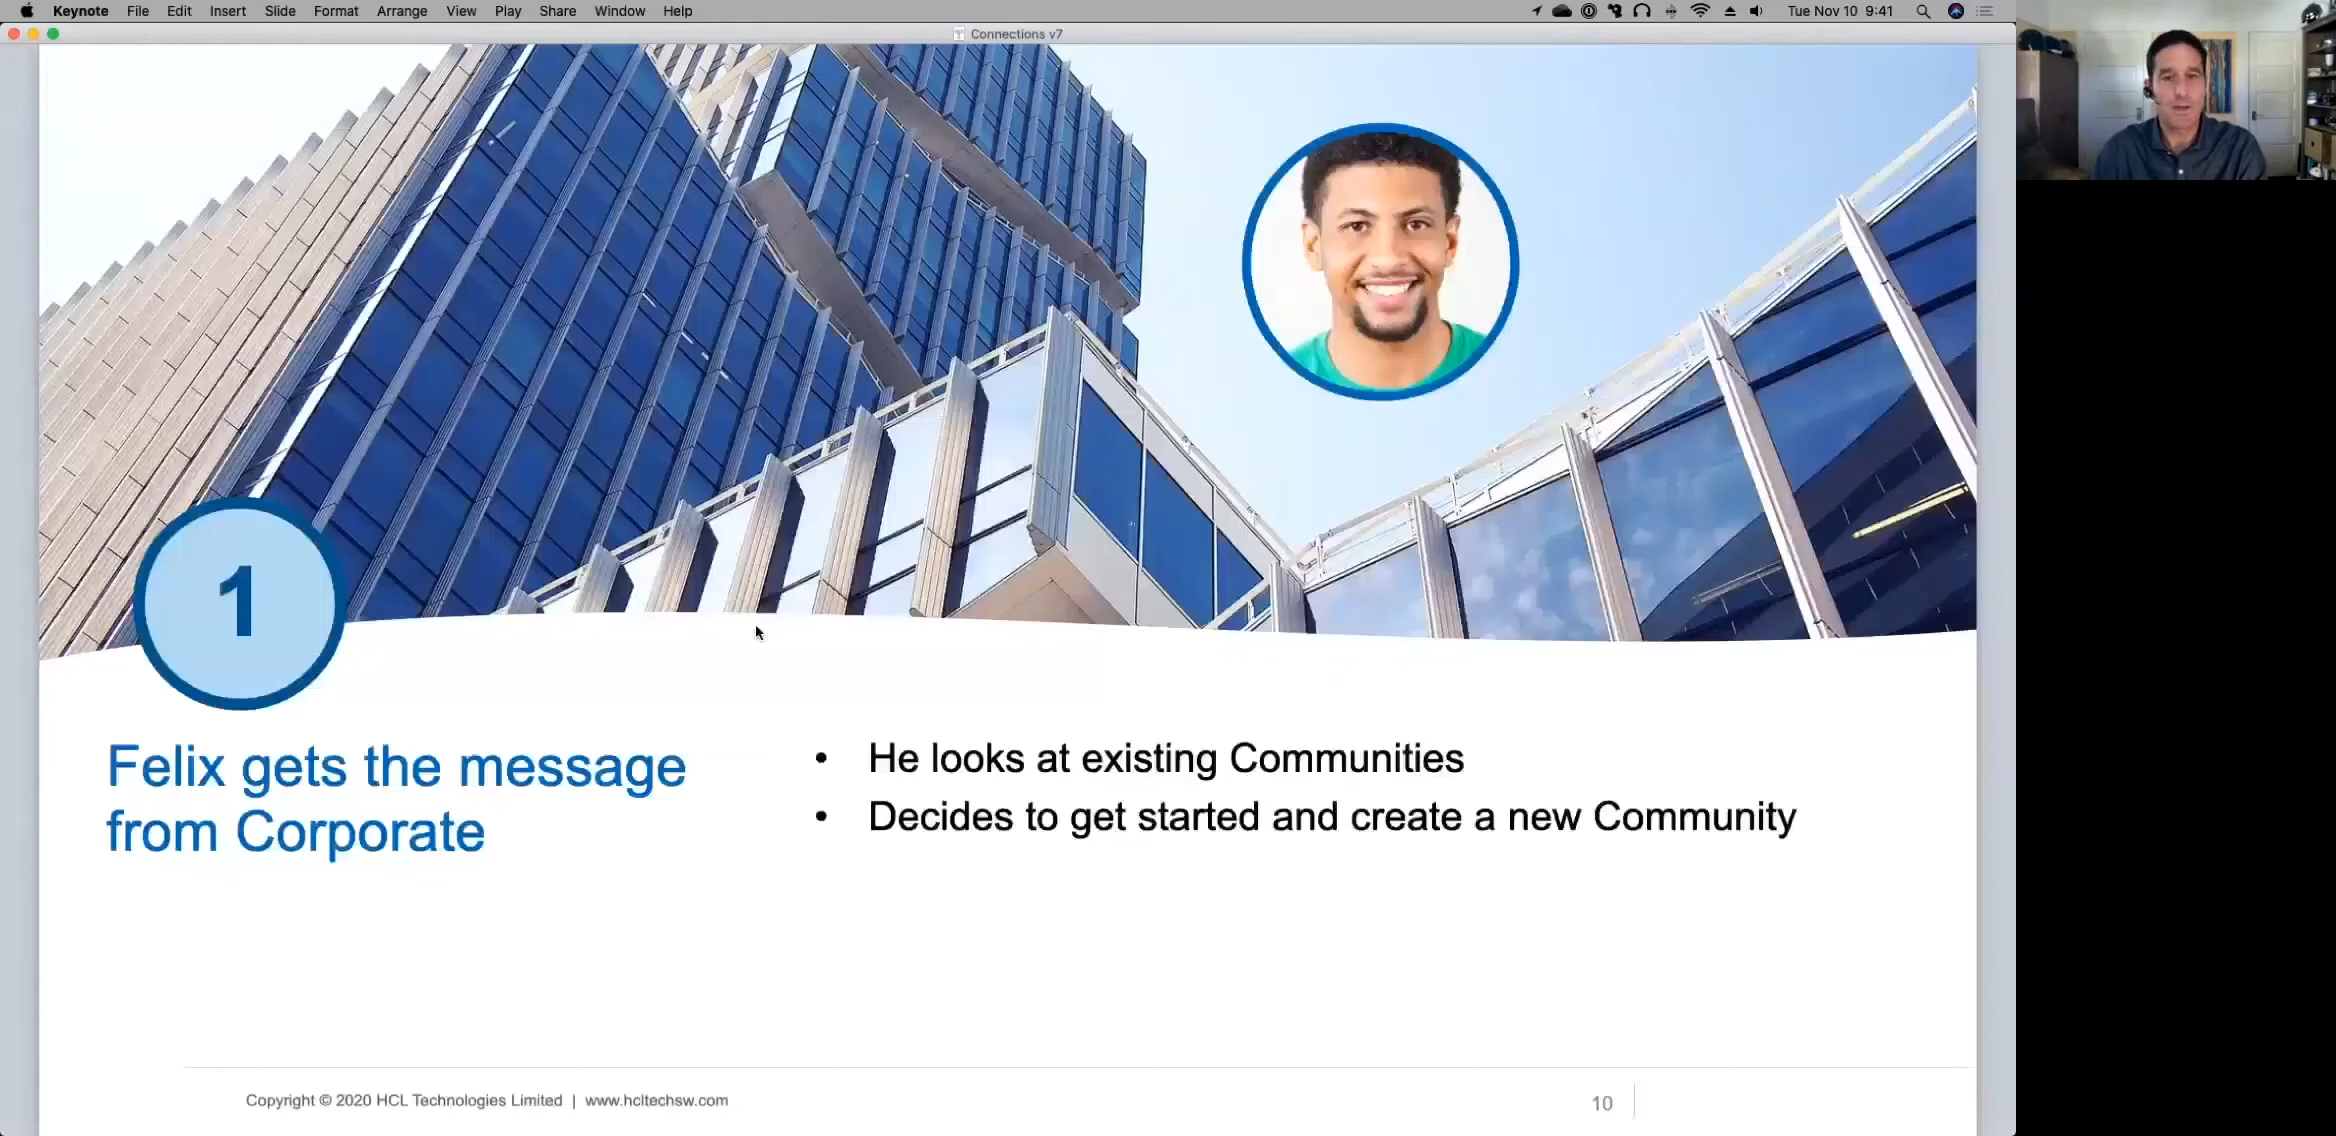 Keynote File Edit Insert Slide Format Arrange View Play Share Window Help Tue Nov 10 9:41
Connections v7
1
Felix gets the message
from Corporate
• He looks at existing Communities
• Decides to get started and create a new Community
Copyright © 2020 HCL Technologies Limited | www.hcltechsw.com
10